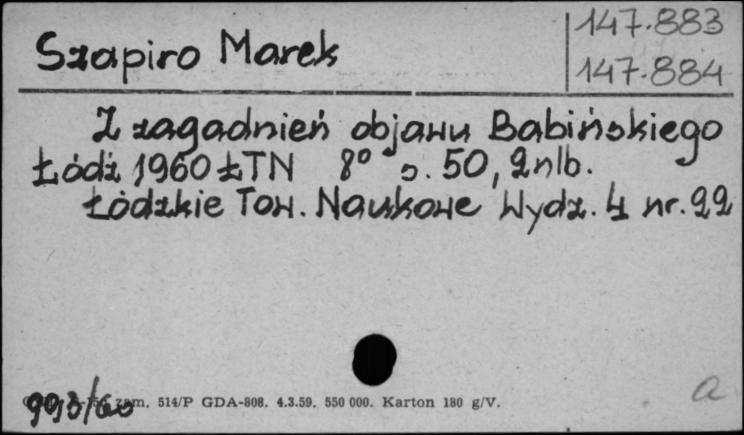 147.883
Szapiro Marek
147.884
Z zagadnień objawu Babińskiego
Łódź 1960 ŁTN 8° s. 50, 2nlb.
Łódzkie Tow. Naukowe Wydz. 4 nr. 22
a
993/60
zam. 514/P GDA-808. 4.3.59. 550 000. Karton 180 g/V.